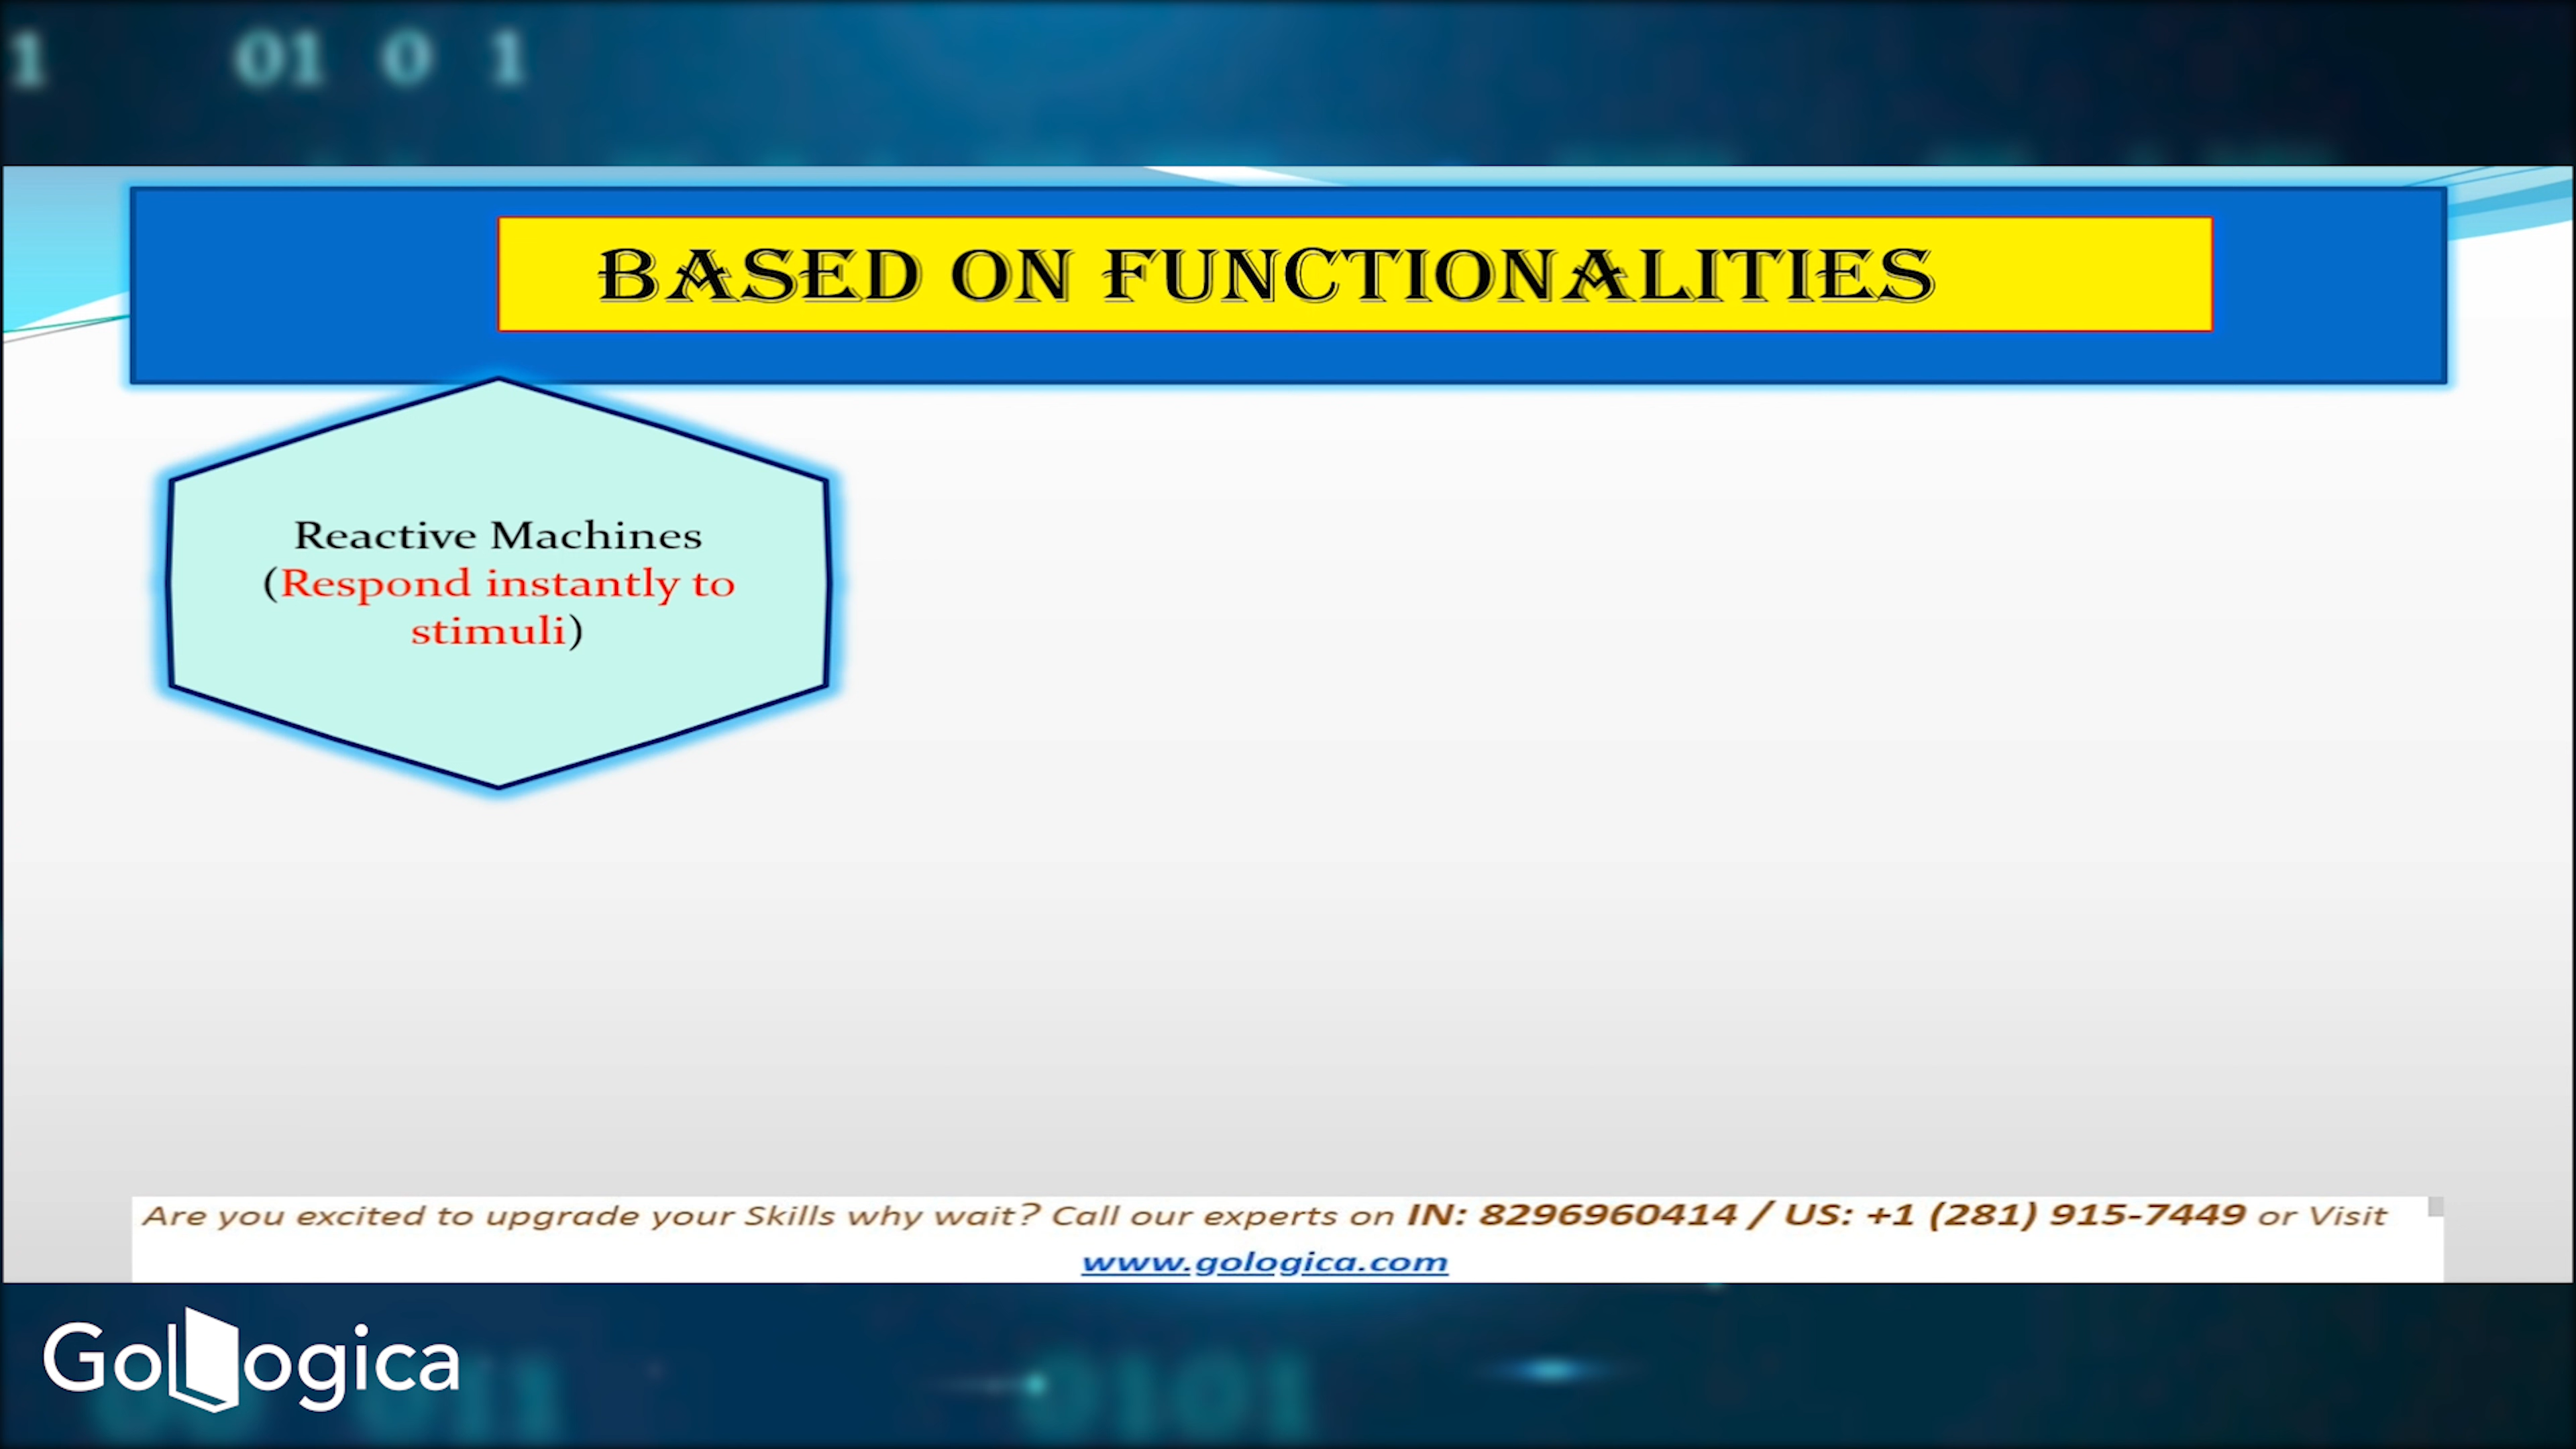 1 01 0 1
BASED ON FUNCTIONALITIES
Reactive Machines
(Respond instantly to
stimuli)
Are you excited to upgrade your Skills why wait? Call our experts on IN: 8296960414 / US: +1 (281) 915-7449 or Visit
www.gologica.com
GoLogica
0101